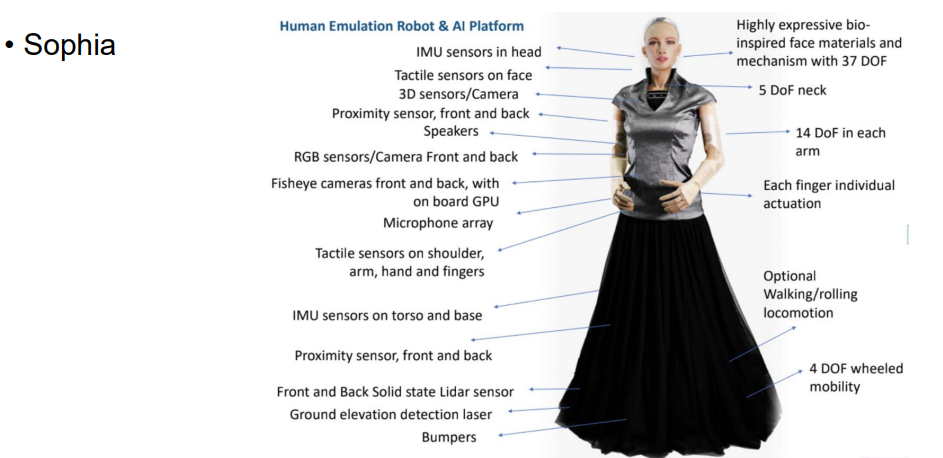 • Sophia
Human Emulation Robot & AI Platform
IMU sensors in head
Tactile sensors on face
3D sensors/Camera
Proximity sensor, front and back
Speakers
RGB sensors/Camera Front and back
Fisheye cameras front and back, with
on board GPU
Microphone array
Tactile sensors on shoulder,
arm, hand and fingers
IMU sensors on torso and base
Proximity sensor, front and back
Front and Back Solid state Lidar sensor
Ground elevation detection laser
Bumpers
Highly expressive bio-
inspired face materials and
mechanism with 37 DOF
5 DoF neck
14 DoF in each
arm
Each finger individual
actuation
Optional
Walking/rolling
locomotion
4 DOF wheeled
mobility